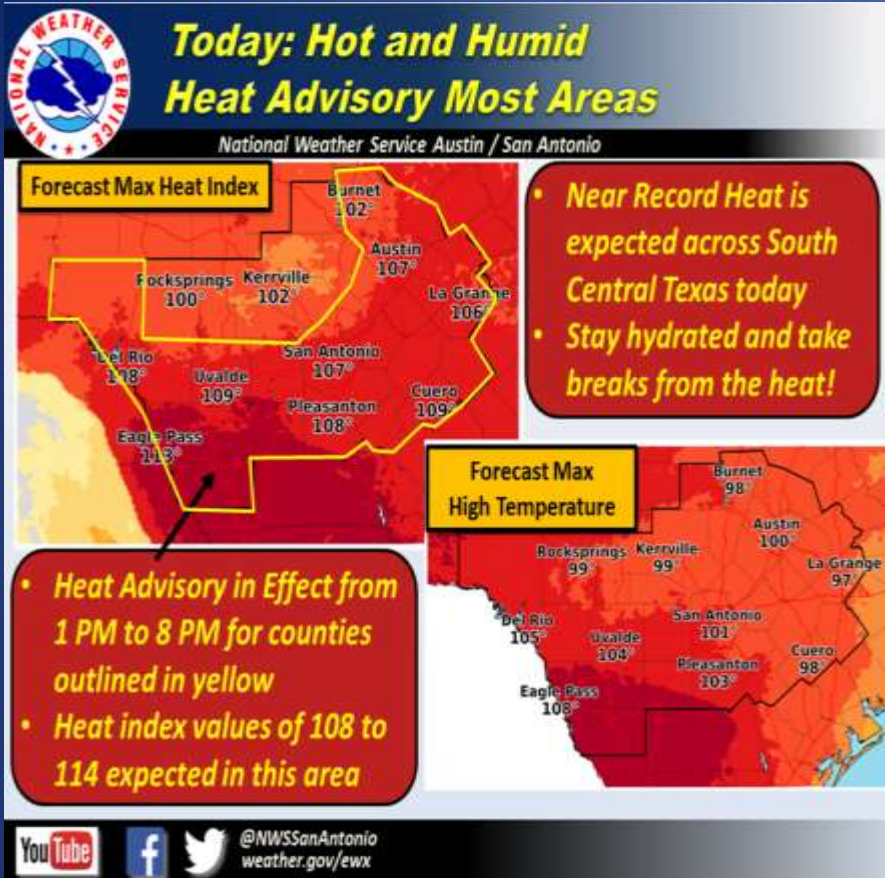 NATIONAL WEATHER SERVICE
Today: Hot and Humid
Heat Advisory Most Areas
National Weather Service Austin / San Antonio
Forecast Max Heat Index
Burnet
102°
Austin
107°
Rocksprings
100°
Kerrville
102°
La Grange
106°
Del Rio
108°
Uvalde
109°
San Antonio
107°
Pleasanton
108°
Cuero
109°
Eagle Pass
113°
• Near Record Heat is
expected across South
Central Texas today
• Stay hydrated and take
breaks from the heat!
Forecast Max
High Temperature
Burnet
98°
Austin
100°
Rocksprings
99°
Kerrville
99°
La Grange
97°
Del Rio
105°
Uvalde
104°
San Antonio
101°
Pleasanton
103°
Cuero
98°
Eagle Pass
108°
• Heat Advisory in Effect from
1 PM to 8 PM for counties
outlined in yellow
• Heat index values of 108 to
114 expected in this area
YouTube
f
@NWSSanAntonio
weather.gov/ewx